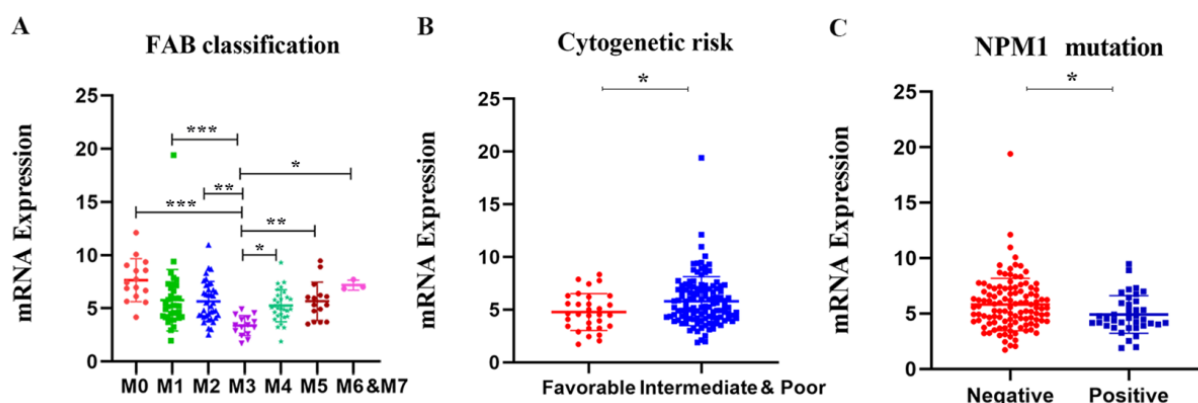 A
FAB classification
mRNA Expression
25
20
15
10
5
0
***
*
**
***
**
*
M0 M1 M2 M3 M4 M5 M6 &M7
B
Cytogenetic risk
mRNA Expression
25
20
15
10
5
0
*
Favorable Intermediate & Poor
C
NPM1 mutation
mRNA Expression
25
20
15
10
5
0
*
Negative Positive